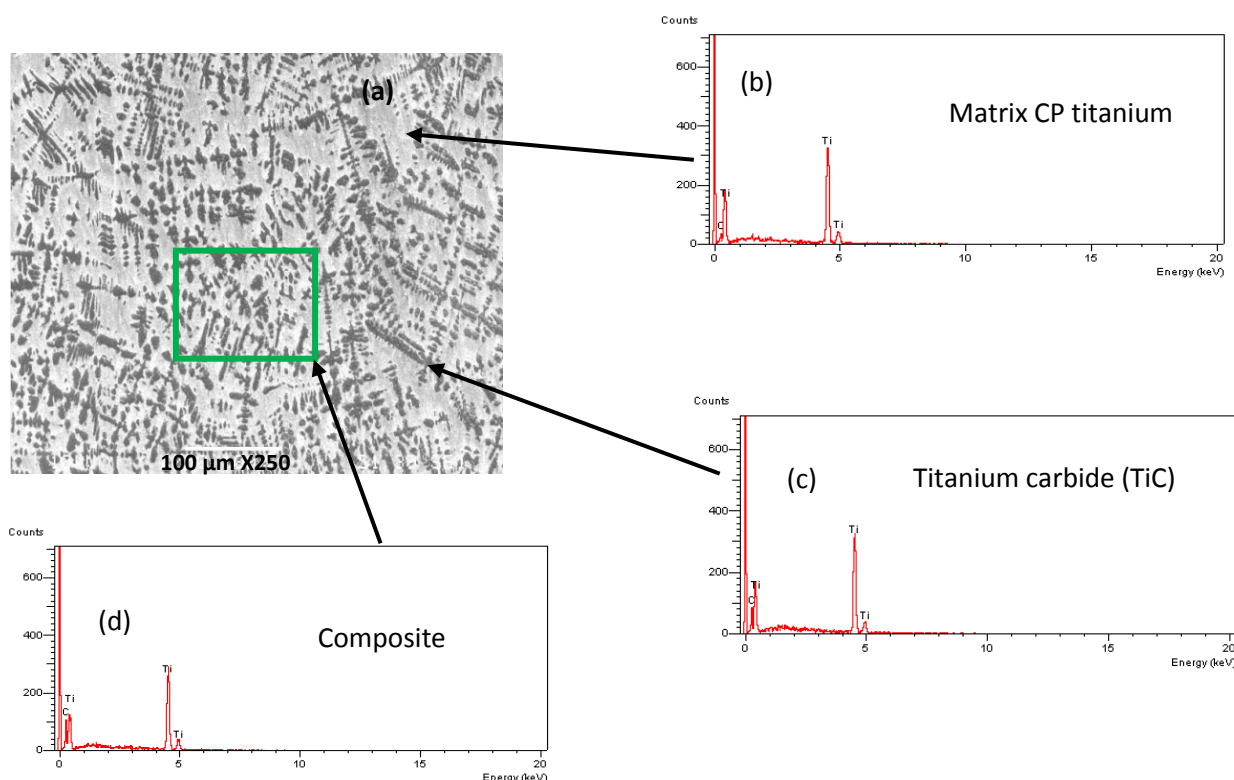 (a)
100 µm X250
Counts
(b)
Matrix CP titanium
600
400
200
0
Ti
C
Ti
Ti
0
5
10
15
20
Energy (keV)
Counts
(c)
Titanium carbide (TiC)
600
400
200
0
Ti
C
Ti
Ti
0
5
10
15
20
Energy (keV)
Counts
(d)
Composite
600
400
200
0
Ti
C
Ti
Ti
0
5
10
15
20
Energy (keV)